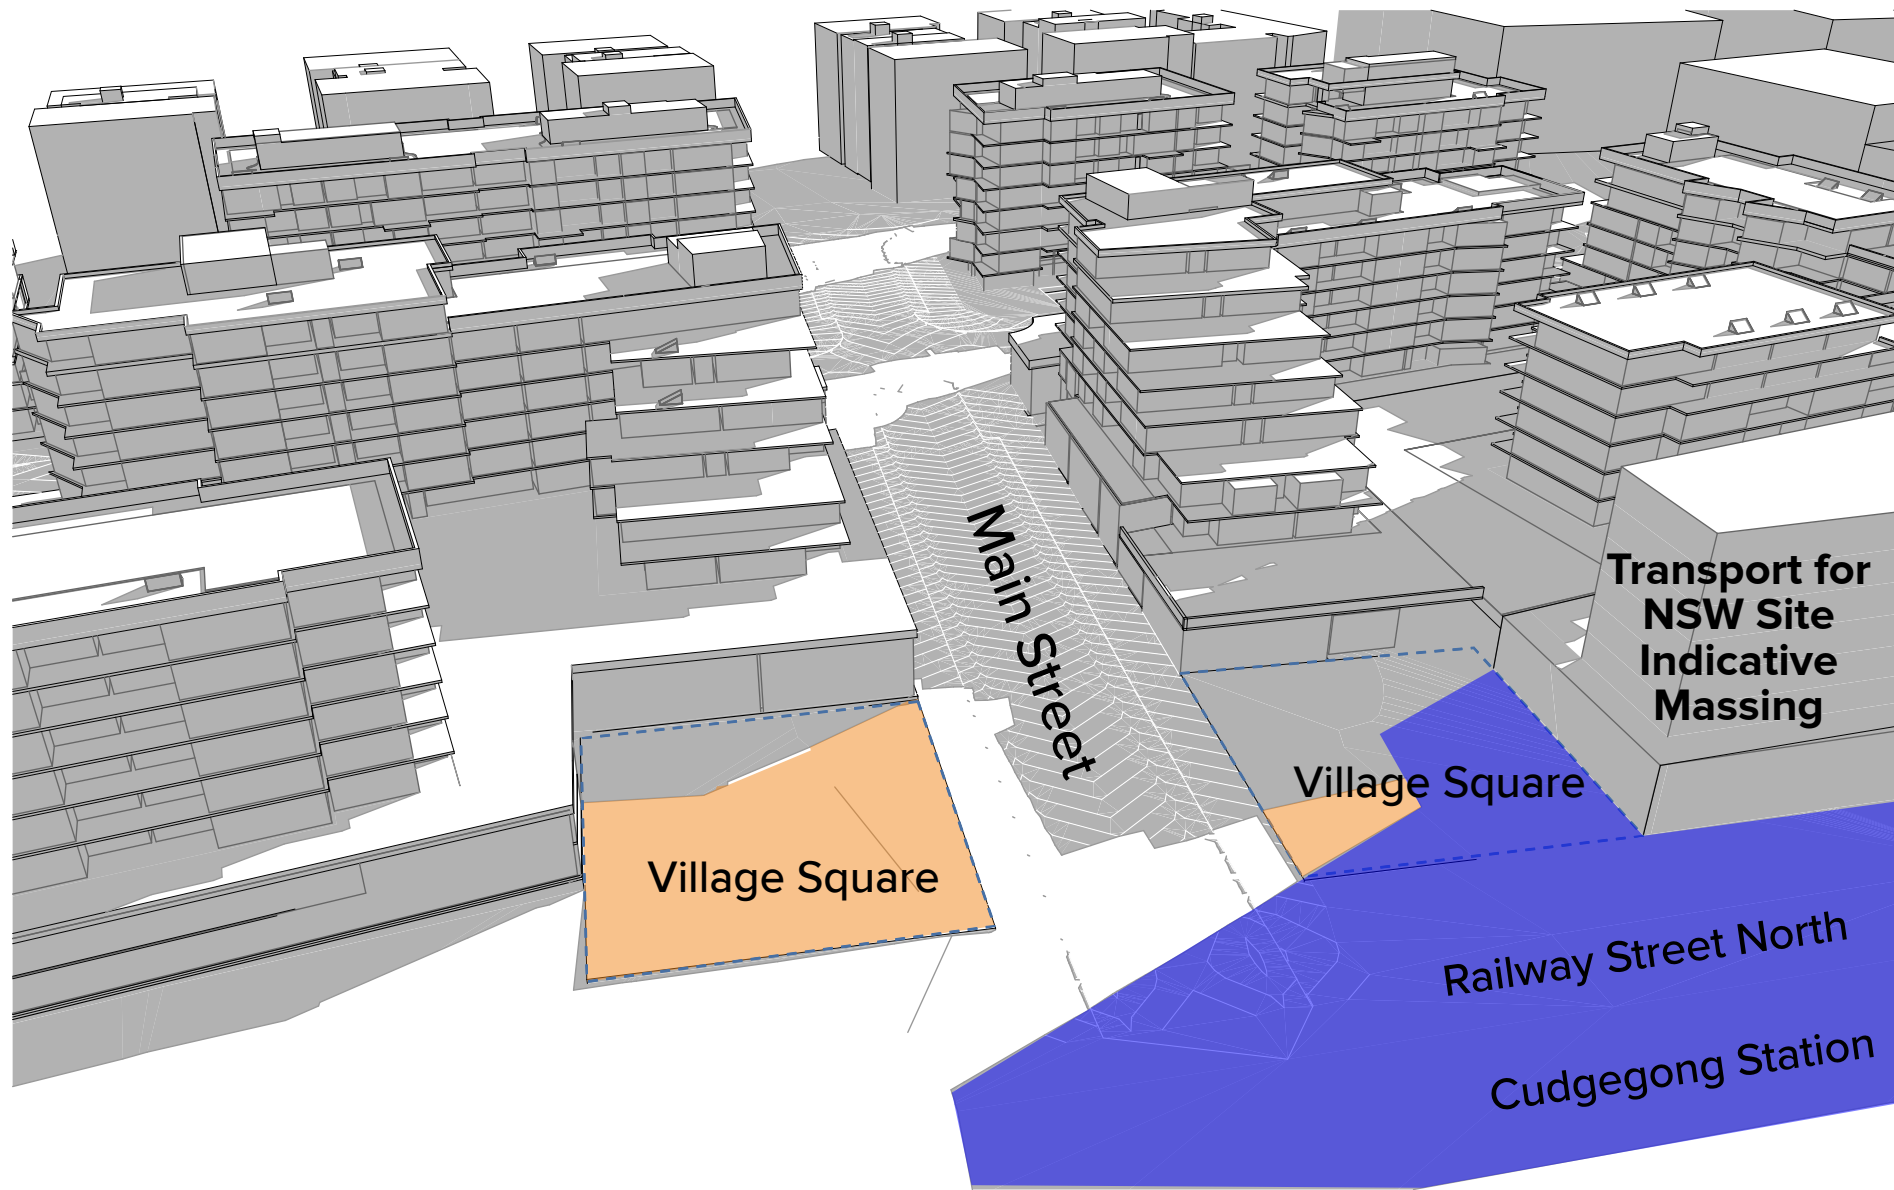 Main Street
Transport for
NSW Site
Indicative
Massing
Village Square
Village Square
Railway Street North
Cudgegong Station